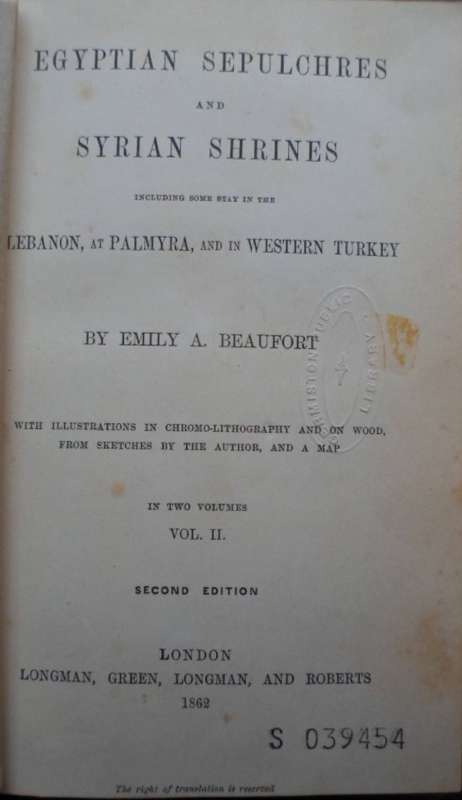 EGYPTIAN SEPULCHRES
AND
SYRIAN SHRINES
INCLUDING SOME STAY IN THE
LEBANON, AT PALMYRA, AND IN WESTERN TURKEY
BY EMILY A. BEAUFORT
PUBLIC
LIBRARY
WITH ILLUSTRATIONS IN CHROMO-LITHOGRAPHY AND ON WOOD,
FROM SKETCHES BY THE AUTHOR, AND A MAP
IN TWO VOLUMES
VOL. II.
SECOND EDITION
LONDON
LONGMAN, GREEN, LONGMAN, AND ROBERTS
1862
S 039454
The right of translation is reserved